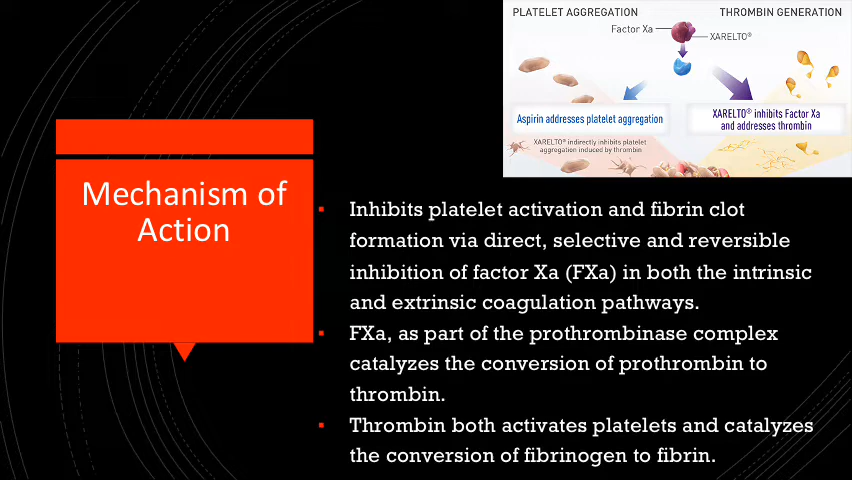 PLATELET AGGREGATION
THROMBIN GENERATION
Factor Xa
XARELTO®
Aspirin addresses platelet aggregation
XARELTO® inhibits Factor Xa
and addresses thrombin
XARELTO® indirectly inhibits platelet
aggregation induced by thrombin
Mechanism of
Action
▪ Inhibits platelet activation and fibrin clot
formation via direct, selective and reversible
inhibition of factor Xa (FXa) in both the intrinsic
and extrinsic coagulation pathways.
▪ FXa, as part of the prothrombinase complex
catalyzes the conversion of prothrombin to
thrombin.
▪ Thrombin both activates platelets and catalyzes
the conversion of fibrinogen to fibrin.